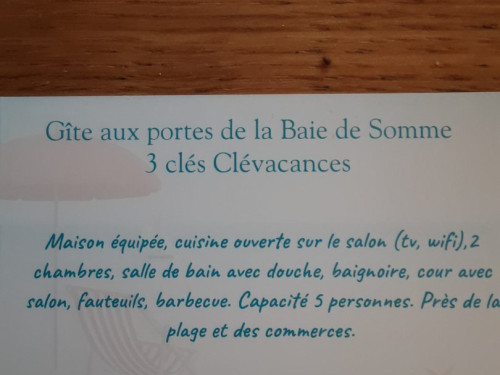 Gîte aux portes de la Baie de Somme
3 clés Clévacances
Maison équipée, cuisine ouverte sur le salon (tv, wifi),2
chambres, salle de bain avec douche, baignoire, cour avec
salon, fauteuils, barbecue. Capacité 5 personnes. Près de la
plage et des commerces.